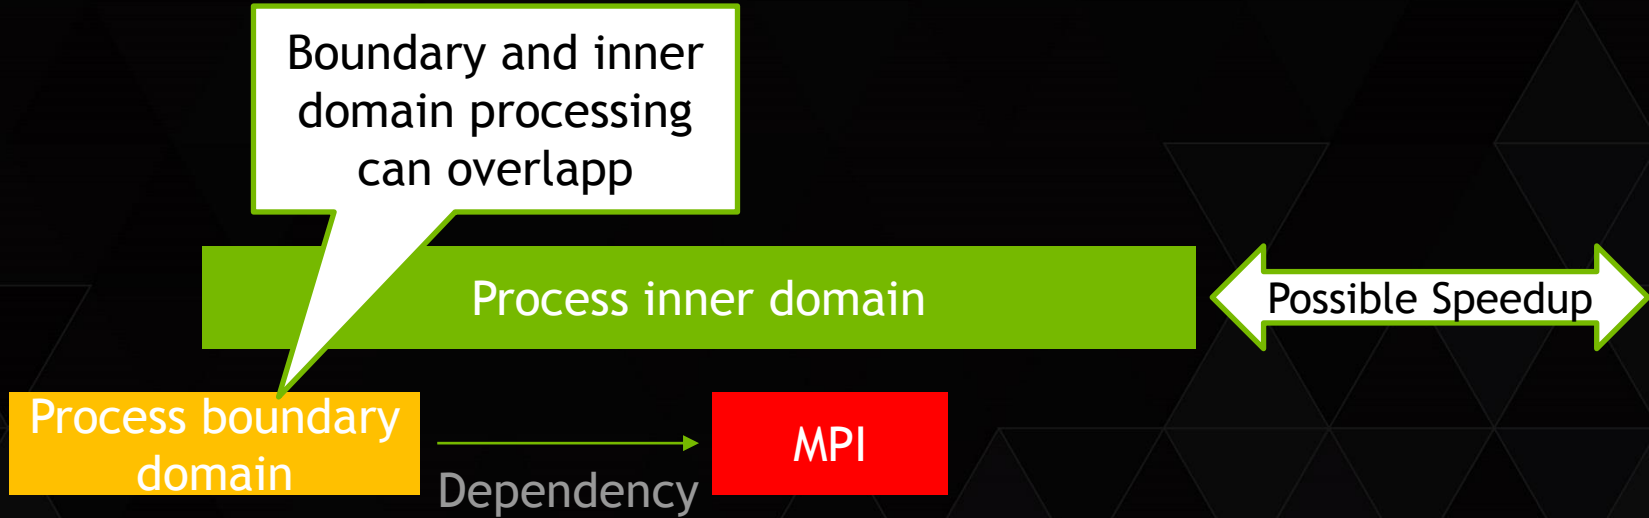 Boundary and inner
domain processing
can overlapp
Process inner domain
Possible Speedup
Process boundary
domain
Dependency
MPI